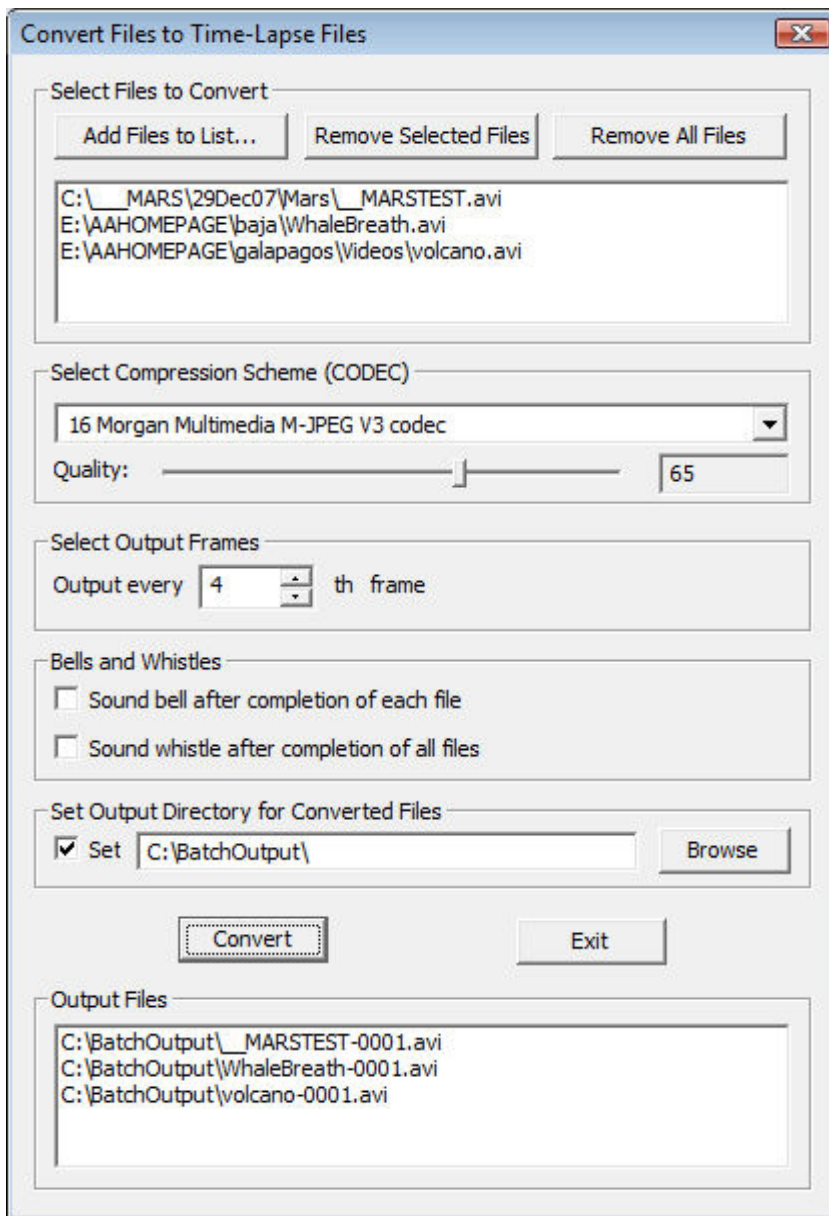 Convert Files to Time-Lapse Files
Select Files to Convert
Add Files to List... Remove Selected Files Remove All Files
C:\___MARS\29Dec07\Mars\__MARSTEST.avi
E:\AAHOMEPAGE\baja\WhaleBreath.avi
E:\AAHOMEPAGE\galapagos\Videos\volcano.avi
Select Compression Scheme (CODEC)
16 Morgan Multimedia M-JPEG V3 codec
Quality: 65
Select Output Frames
Output every 4 th frame
Bells and Whistles
Sound bell after completion of each file
Sound whistle after completion of all files
Set Output Directory for Converted Files
Set C:\BatchOutput\ Browse
Convert Exit
Output Files
C:\BatchOutput\__MARSTEST-0001.avi
C:\BatchOutput\WhaleBreath-0001.avi
C:\BatchOutput\volcano-0001.avi